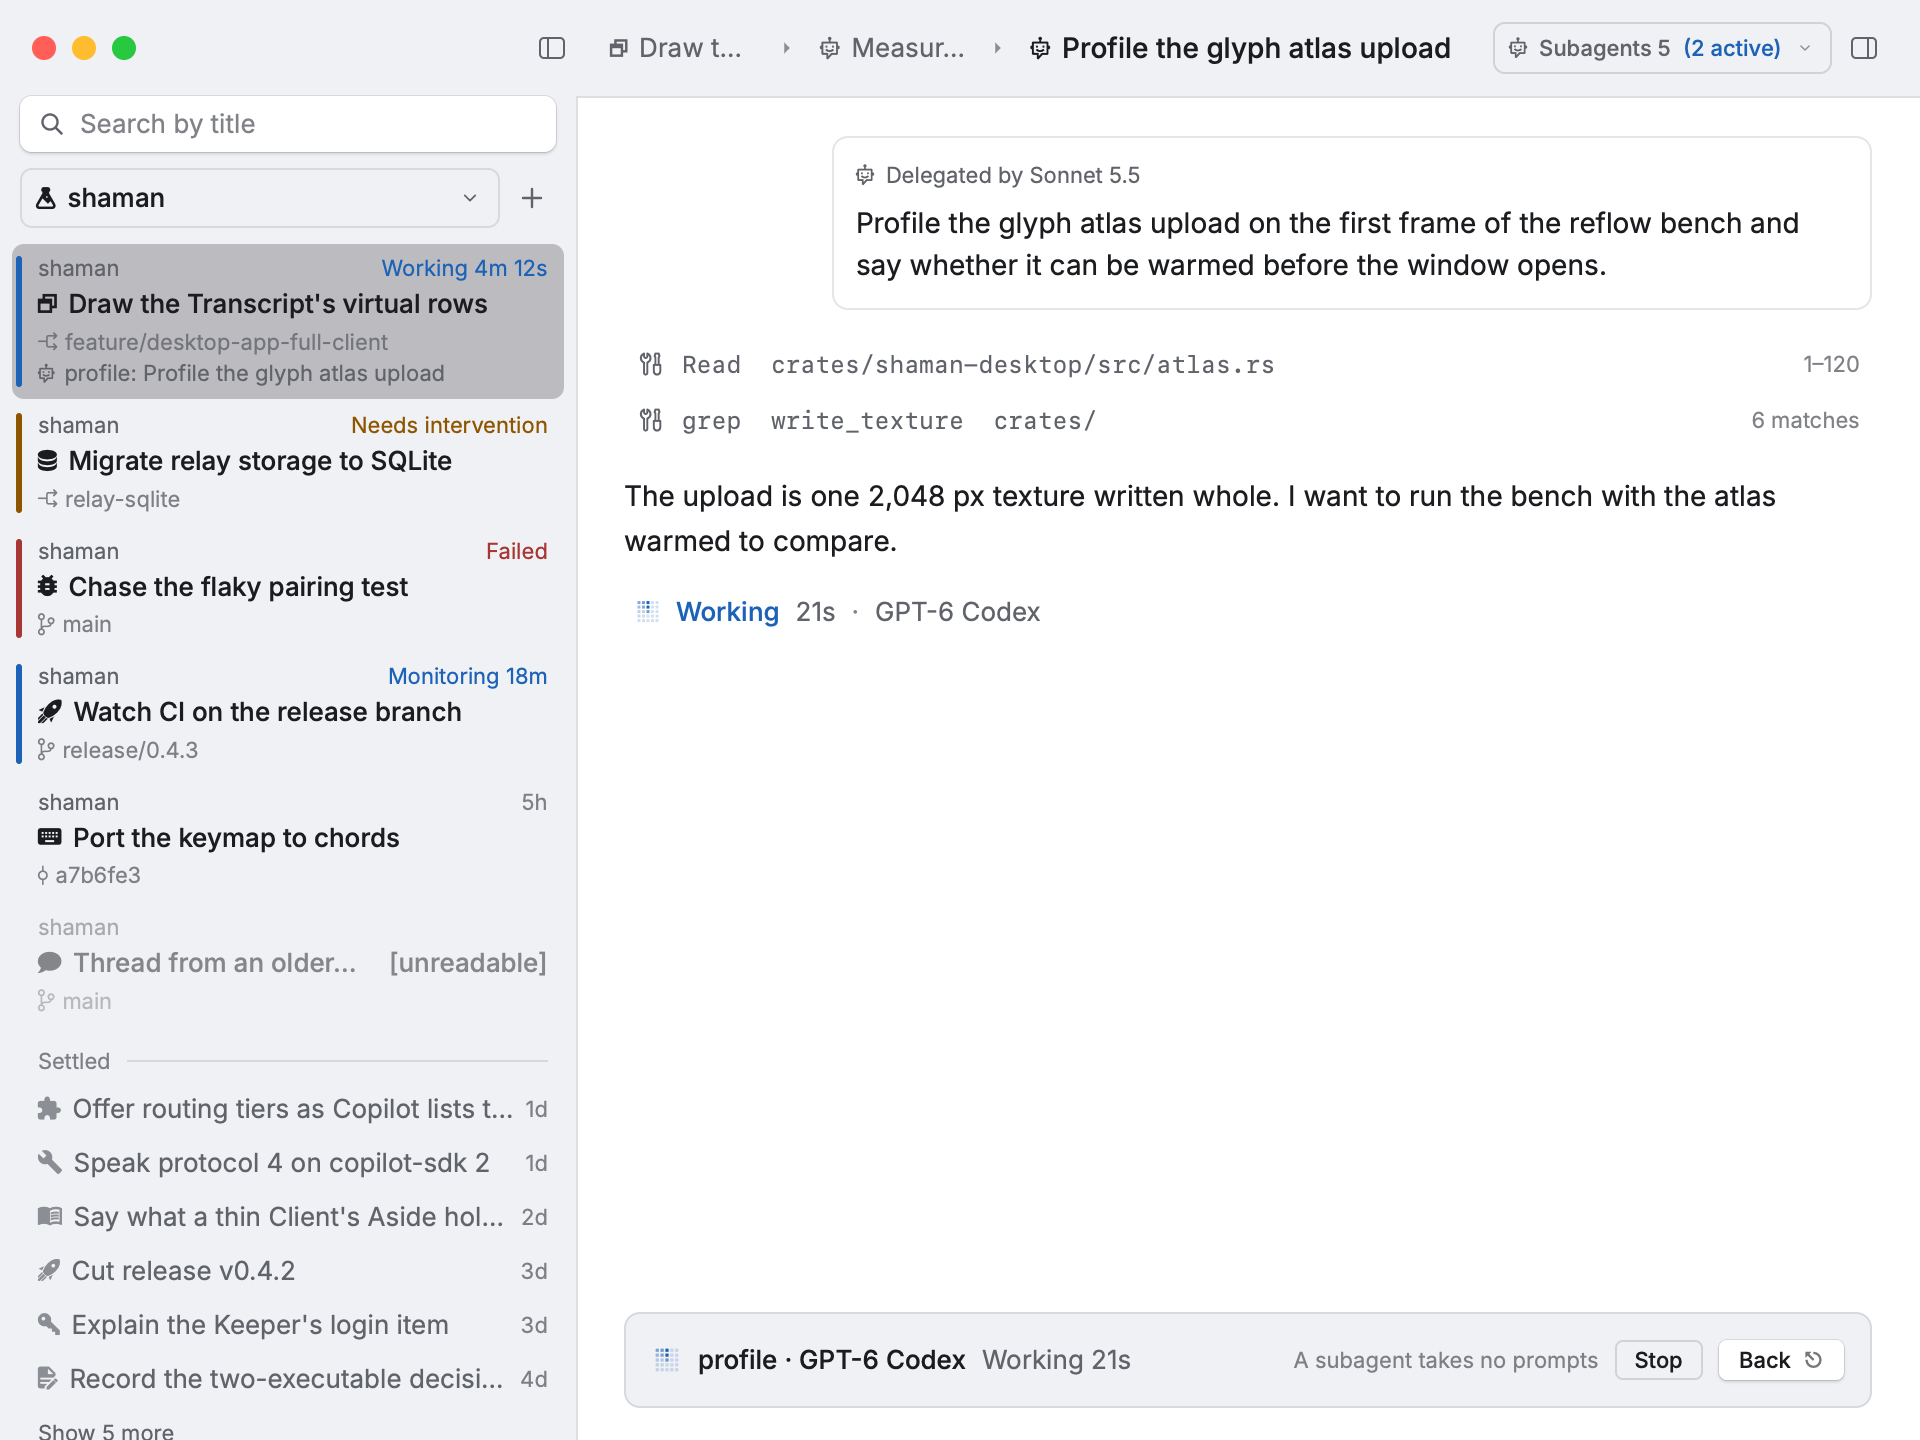 Draw t...
Measur...
Profile the glyph atlas upload
Subagents 5 (2 active)
Search by title
shaman
shaman Working 4m 12s
Draw the Transcript's virtual rows
feature/desktop-app-full-client
profile: Profile the glyph atlas upload
shaman Needs intervention
Migrate relay storage to SQLite
relay-sqlite
shaman Failed
Chase the flaky pairing test
main
shaman Monitoring 18m
Watch CI on the release branch
release/0.4.3
shaman 5h
Port the keymap to chords
a7b6fe3
shaman
Thread from an older... [unreadable]
main
Settled
Offer routing tiers as Copilot lists t... 1d
Speak protocol 4 on copilot-sdk 2 1d
Say what a thin Client's Aside hol... 2d
Cut release v0.4.2 3d
Explain the Keeper's login item 3d
Record the two-executable decisi... 4d
Show 5 more
Delegated by Sonnet 5.5
Profile the glyph atlas upload on the first frame of the reflow bench and
say whether it can be warmed before the window opens.
Read crates/shaman-desktop/src/atlas.rs 1–120
grep write_texture crates/ 6 matches
The upload is one 2,048 px texture written whole. I want to run the bench with the atlas
warmed to compare.
Working 21s · GPT-6 Codex
profile · GPT-6 Codex Working 21s
A subagent takes no prompts
Stop
Back